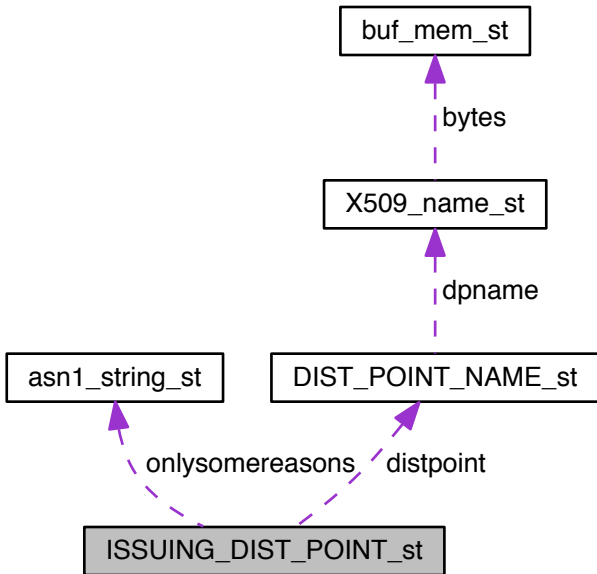 buf_mem_st
bytes
X509_name_st
dpname
asn1_string_st
DIST_POINT_NAME_st
onlysomereasons
distpoint
ISSUING_DIST_POINT_st